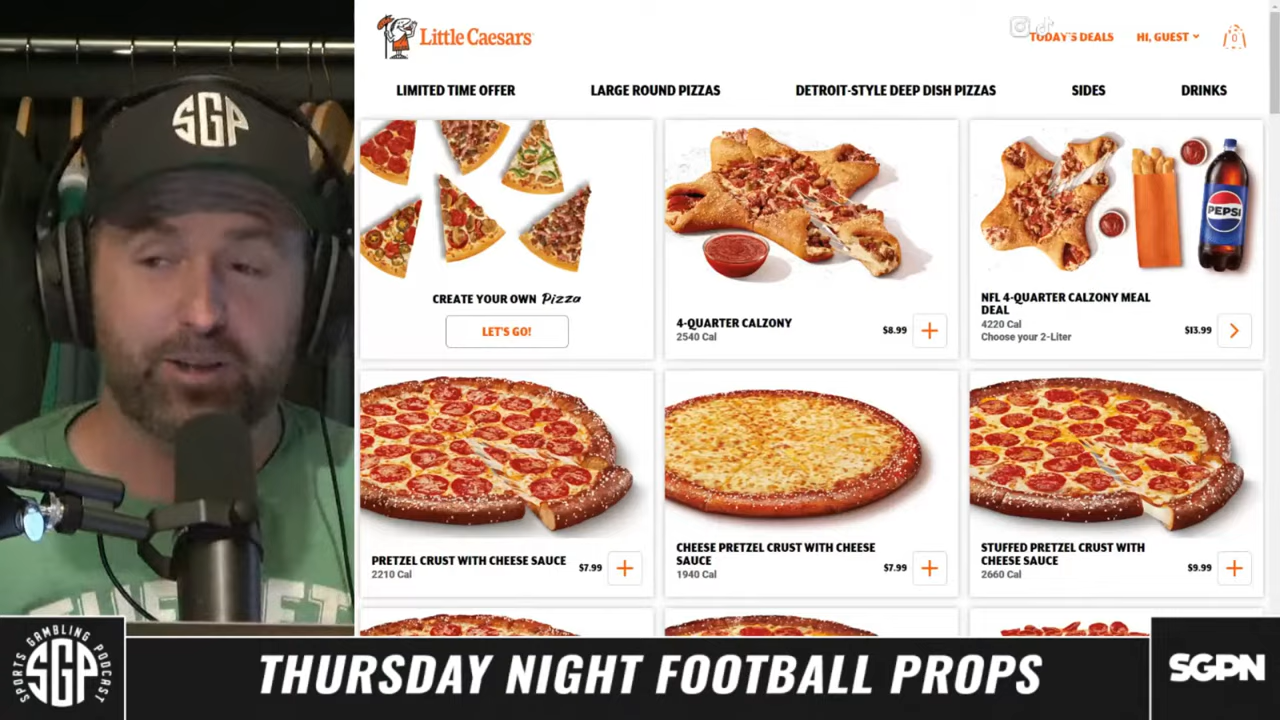 SGP
Little Caesars
TODAY'S DEALS
HI, GUEST
0
LIMITED TIME OFFER
LARGE ROUND PIZZAS
DETROIT-STYLE DEEP DISH PIZZAS
SIDES
DRINKS
CREATE YOUR OWN Pizza
LET'S GO!
4-QUARTER CALZONY
2540 Cal
$8.99
PEPSI
NFL 4-QUARTER CALZONY MEAL
DEAL
4220 Cal
Choose your 2-Liter
$13.99
PRETZEL CRUST WITH CHEESE SAUCE
2210 Cal
$7.99
CHEESE PRETZEL CRUST WITH CHEESE
SAUCE
1940 Cal
$7.99
STUFFED PRETZEL CRUST WITH
CHEESE SAUCE
2660 Cal
$9.99
SPORTS GAMBLING PODCAST
SGP
THURSDAY NIGHT FOOTBALL PROPS
SGPN